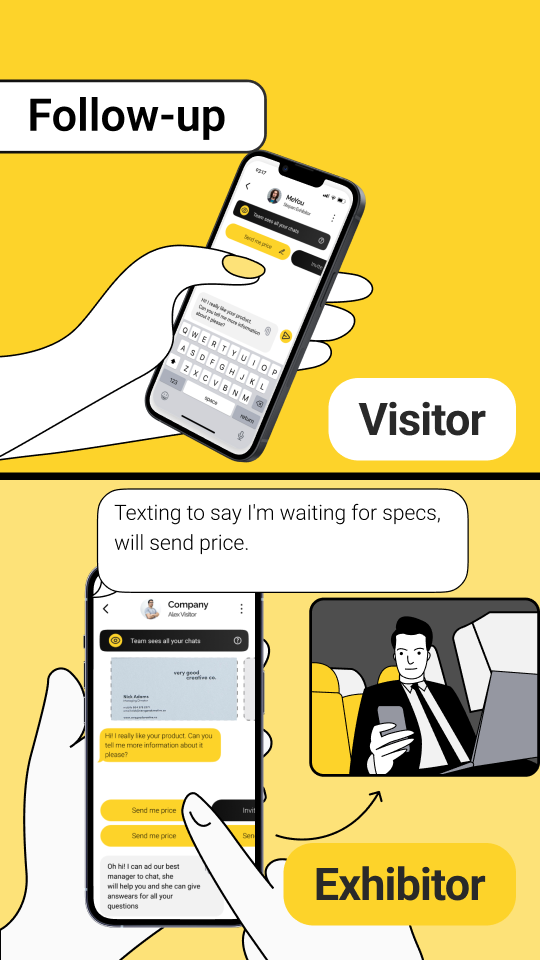 Follow-up
MeYou
Team sees all your chats
Send me price
Invit
Hi! I really like your product.
Can you tell me more information
about it please?
Q W E R T Y U I O P
A S D F G H J K L
Z X C V B N M
123
space
return
Visitor
Texting to say I'm waiting for specs,
will send price.
Company
Alex Visitor
Team sees all your chats
very good
creative co.
Nick Adams
Hi! I really like your product. Can you
tell me more information about it
please?
Send me price
Invit
Send me price
Sen
Oh hi! I can ad our best
manager to chat, she
will help you and she can give
answears for all your
questions
Exhibitor